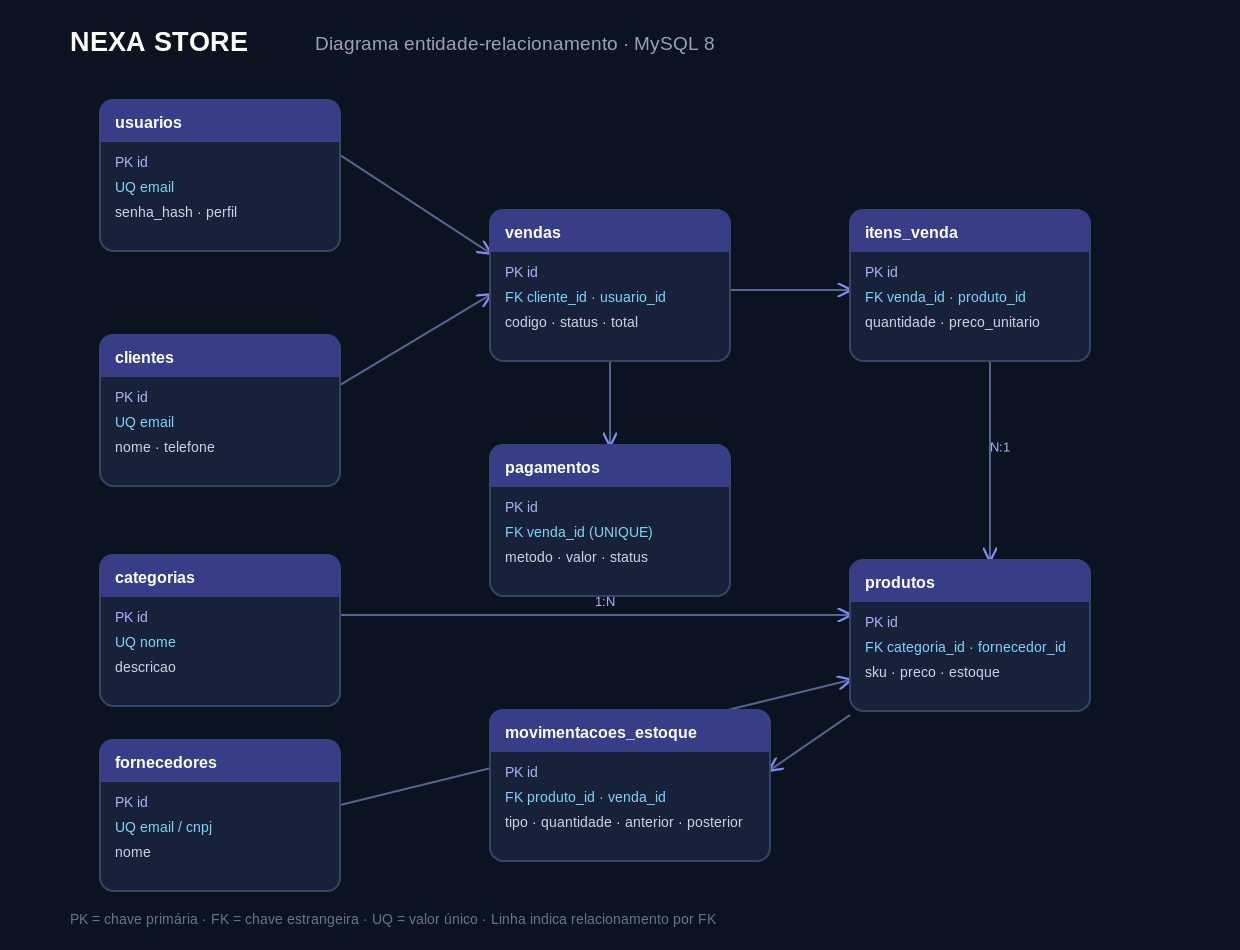 NEXA STORE
Diagrama entidade-relacionamento · MySQL 8
usuarios
PK id
UQ email
senha_hash · perfil
vendas
PK id
FK cliente_id · usuario_id
codigo · status · total
itens_venda
PK id
FK venda_id · produto_id
quantidade · preco_unitario
clientes
PK id
UQ email
nome · telefone
pagamentos
PK id
FK venda_id (UNIQUE)
metodo · valor · status
N:1
categorias
PK id
UQ nome
descricao
1:N
produtos
PK id
FK categoria_id · fornecedor_id
sku · preco · estoque
movimentacoes_estoque
PK id
FK produto_id · venda_id
tipo · quantidade · anterior · posterior
fornecedores
PK id
UQ email / cnpj
nome
PK = chave primária · FK = chave estrangeira · UQ = valor único · Linha indica relacionamento por FK